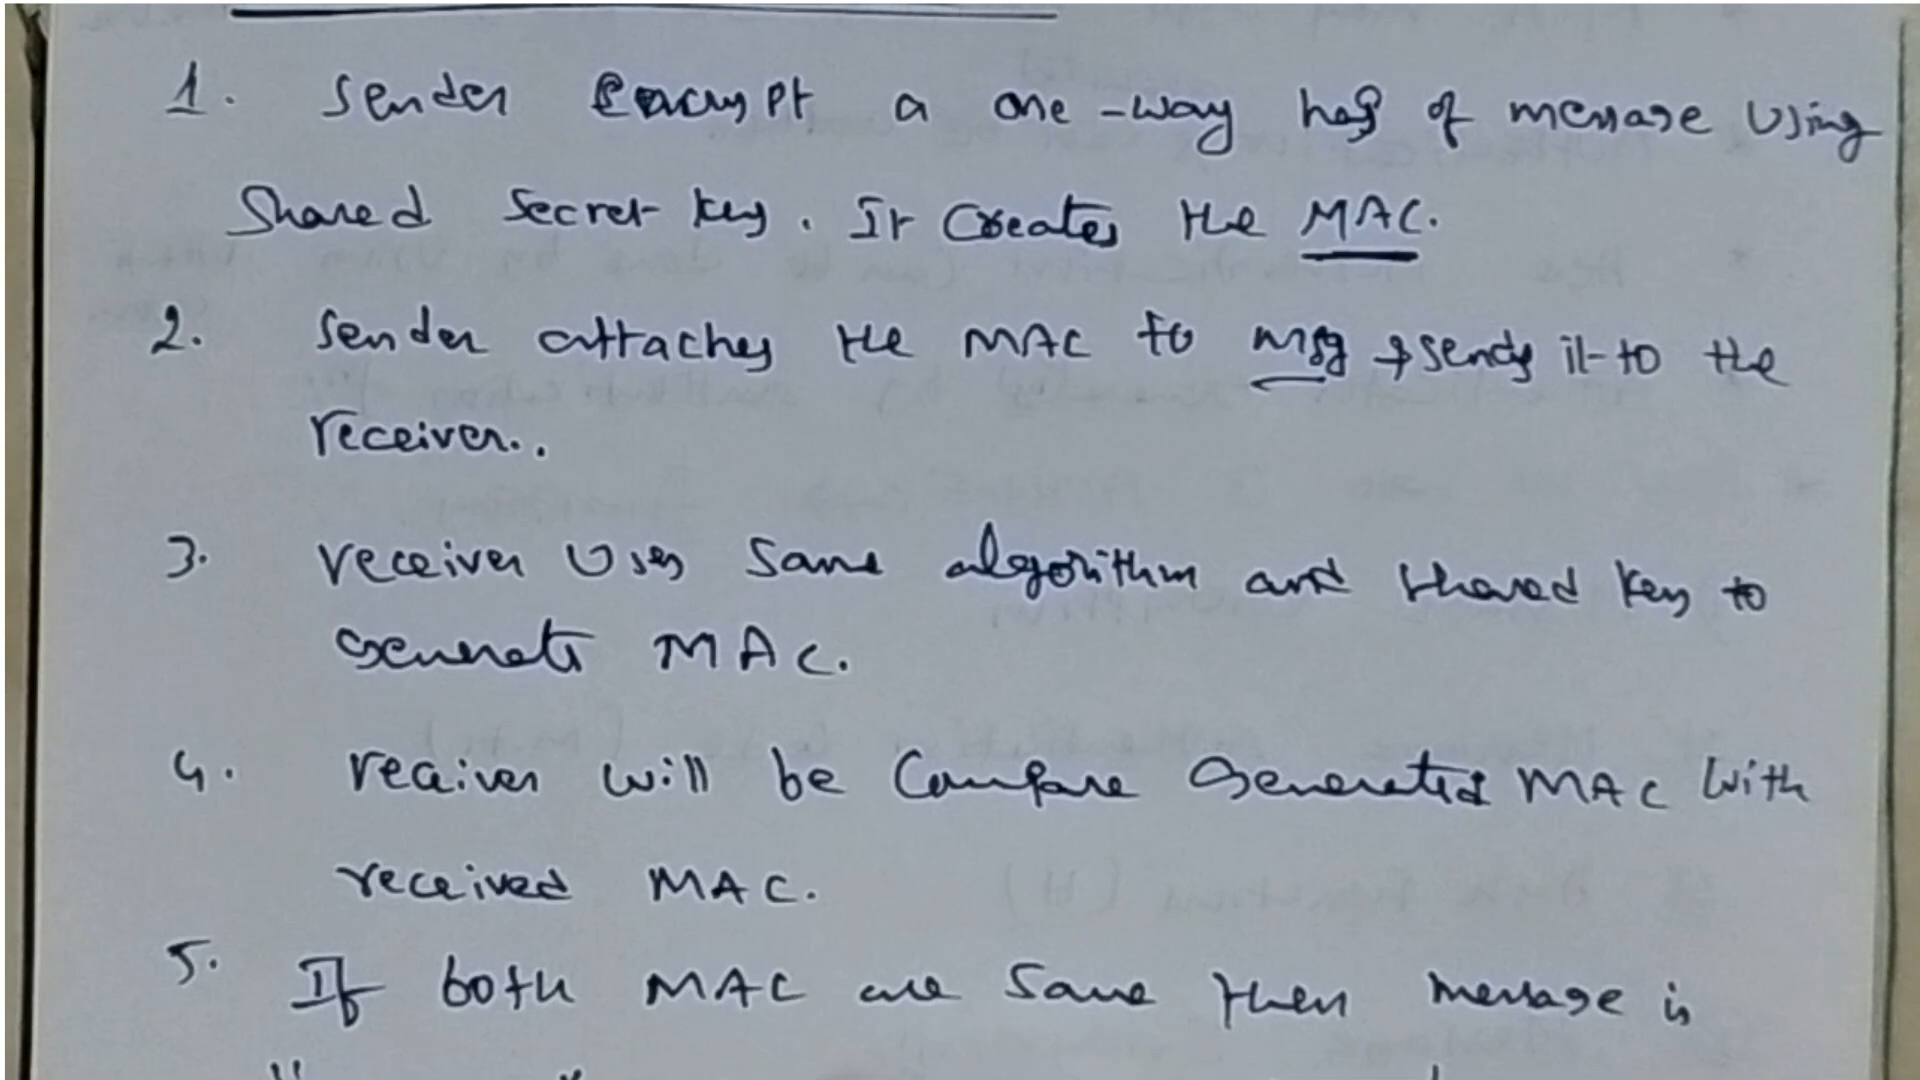 1. Sender Encrypt a one-way hash of message using
Shared Secret key. It Creates the MAC.
2. Sender attaches the MAC to msg & sends it to the
receiver..
3. receiver Uses Same algorithm and shared key to
Generate MAC.
4. receiver will be Compare Generated MAC With
received MAC.
5. If both MAC are Same then message is